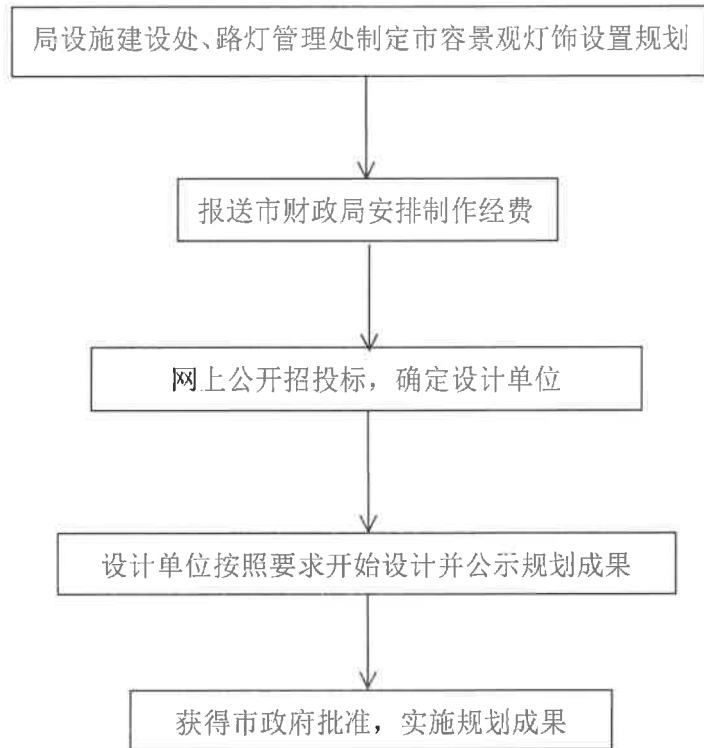 局设施建设处、路灯管理处制定市容景观灯饰设置规划
报送市财政局安排制作经费
网上公开招投标，确定设计单位
设计单位按照要求开始设计并公示规划成果
获得市政府批准，实施规划成果